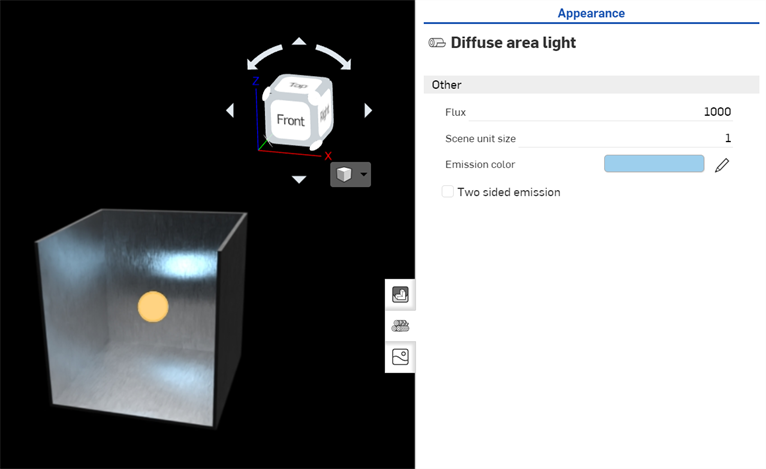 Appearance
Diffuse area light
Other
Flux 1000
Scene unit size 1
Emission color
Two sided emission
Z
Top
Front
Right
X